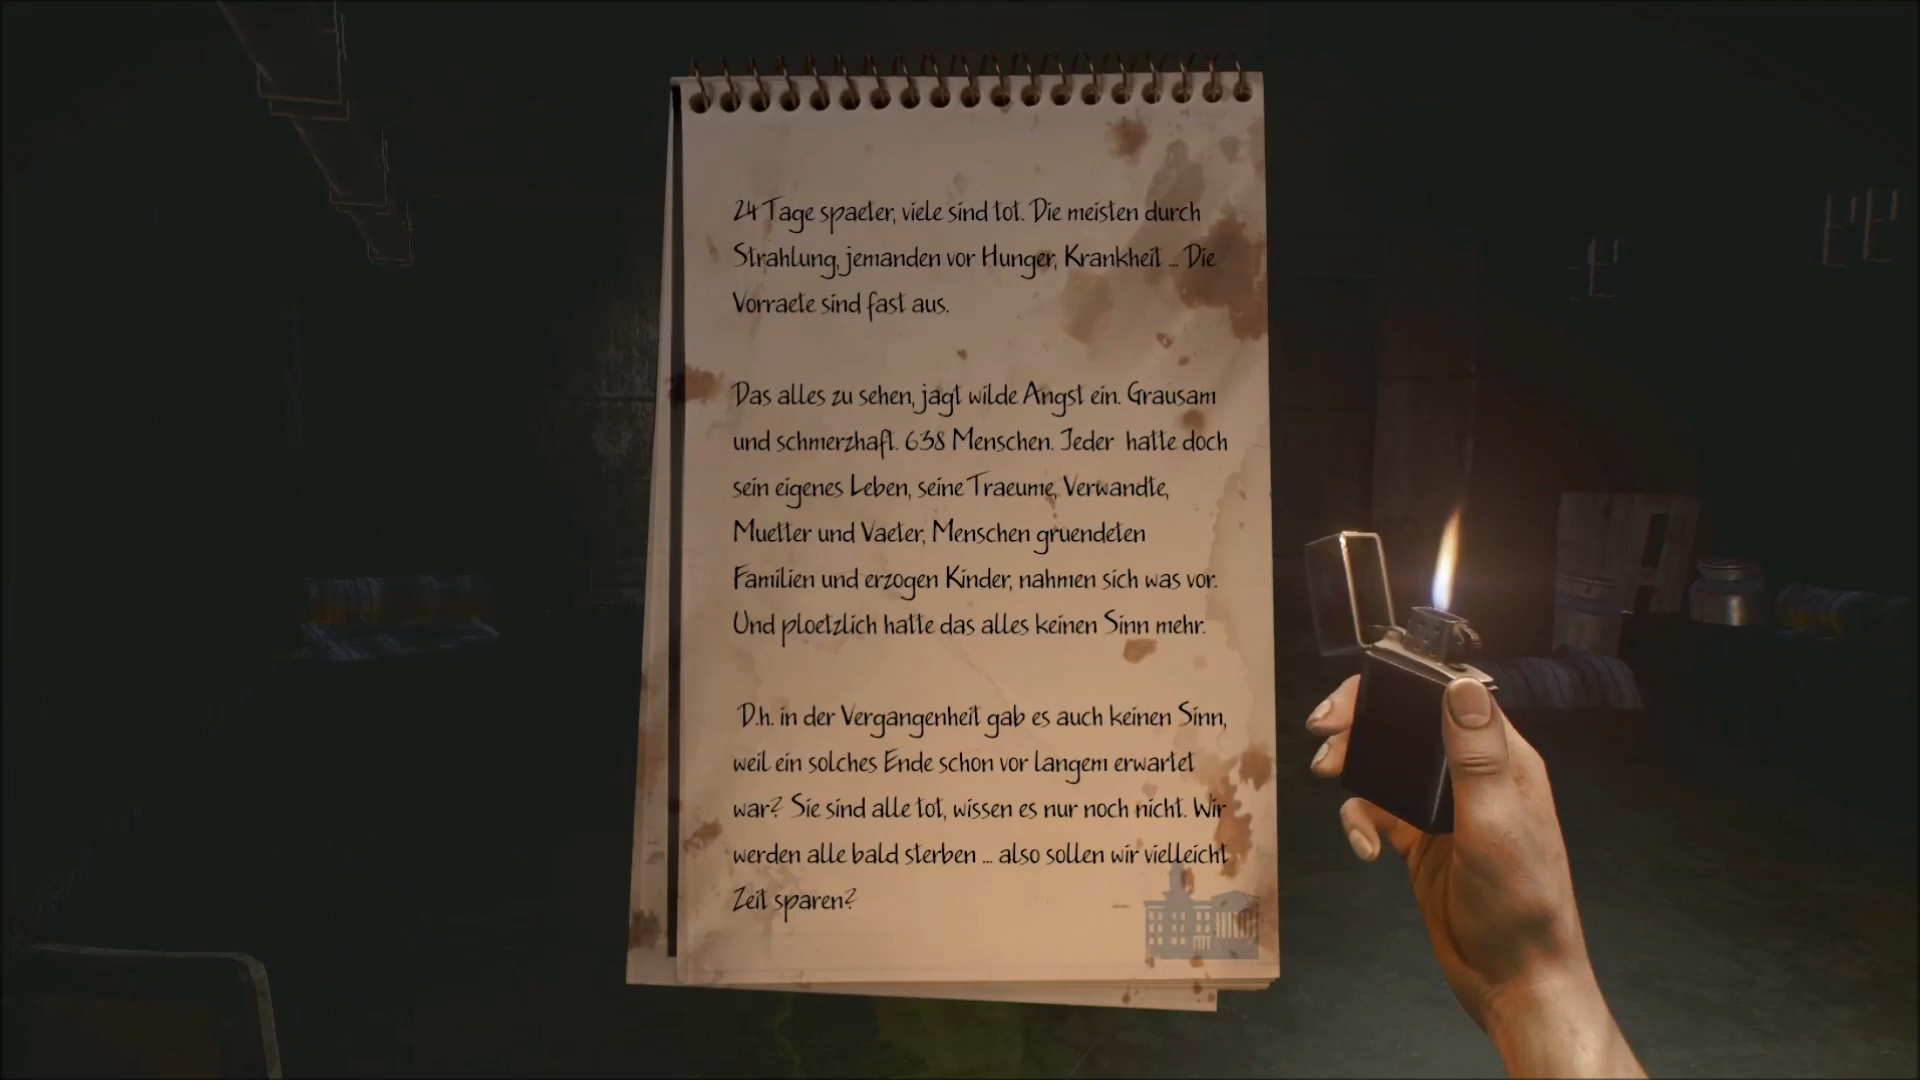 24 Tage spaeter, viele sind tot. Die meisten durch
Strahlung, jemanden vor Hunger, Krankheit ... Die
Vorraete sind fast aus.
Das alles zu sehen, jagt wilde Angst ein. Grausam
und schmerzhaft. 638 Menschen. Jeder hatte doch
sein eigenes Leben, seine Traeume, Verwandte,
Muetter und Vaeter, Menschen gruendeten
Familien und erzogen Kinder, nahmen sich was vor.
Und ploetzlich hatte das alles keinen Sinn mehr.
D.h. in der Vergangenheit gab es auch keinen Sinn,
weil ein solches Ende schon vor langem erwartet
war? Sie sind alle tot, wissen es nur noch nicht. Wir
werden alle bald sterben ... also sollen wir vielleicht
Zeit sparen?